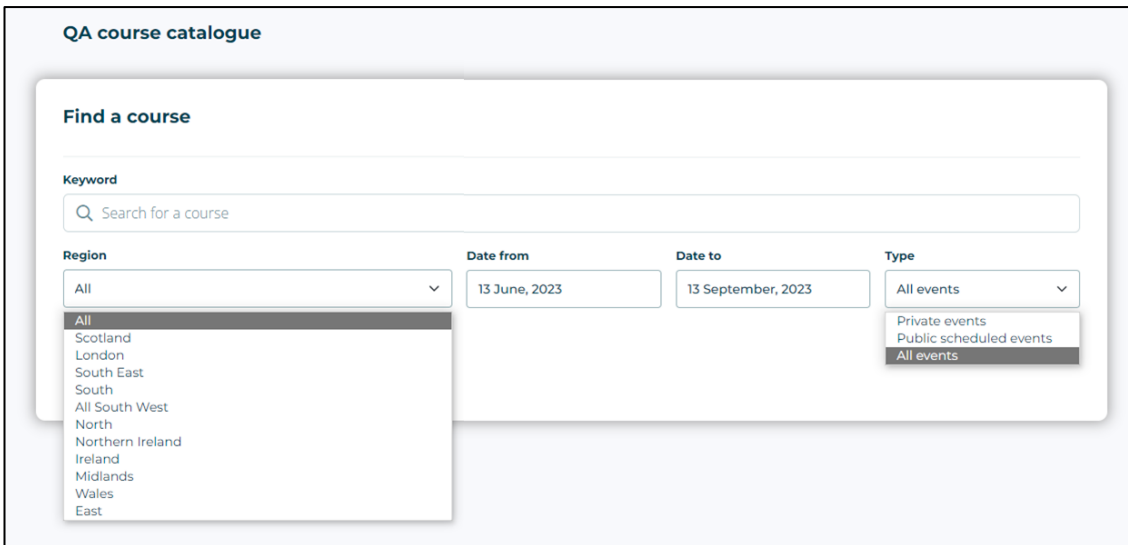 QA course catalogue
Find a course
Keyword
Search for a course
Region
Date from
Date to
Type
All
13 June, 2023
13 September, 2023
All events
All
Scotland
London
South East
South
All South West
North
Northern Ireland
Ireland
Midlands
Wales
East
Private events
Public scheduled events
All events